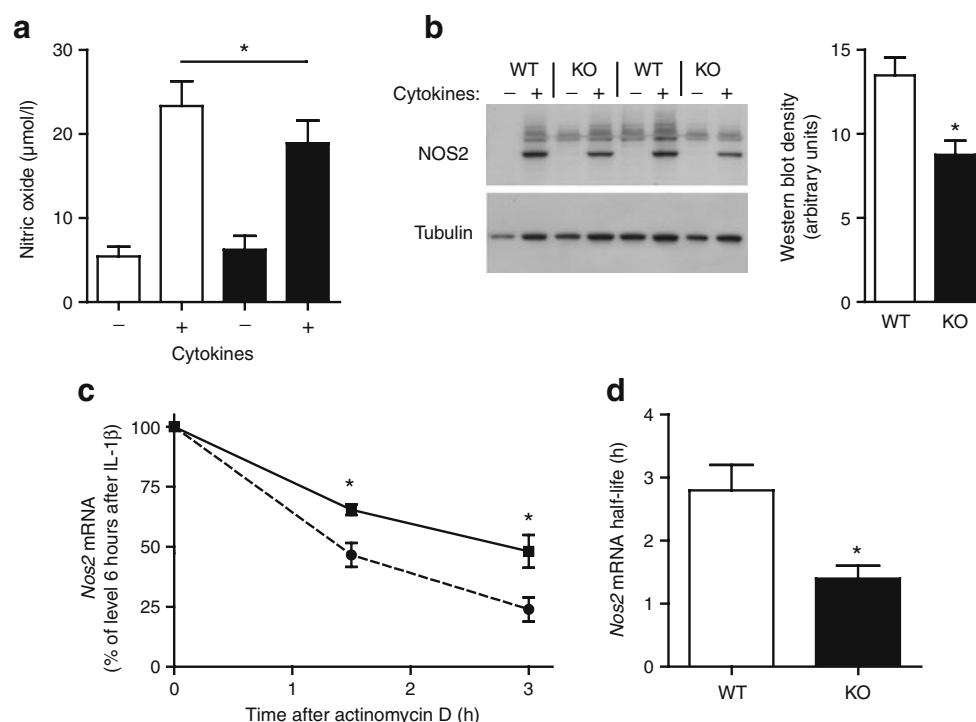 a
*
30
20
10
0
Nitric oxide (μmol/l)
– + – +
Cytokines
b
WT KO WT KO
Cytokines: – + – + – + – +
NOS2
Tubulin
15
10
5
0
Western blot density
(arbitrary units)
*
WT KO
c
100
75
50
25
0
Nos2 mRNA
(% of level 6 hours after IL-1β)
*
*
0 1 2 3
Time after actinomycin D (h)
d
4
3
2
1
0
Nos2 mRNA half-life (h)
*
WT KO